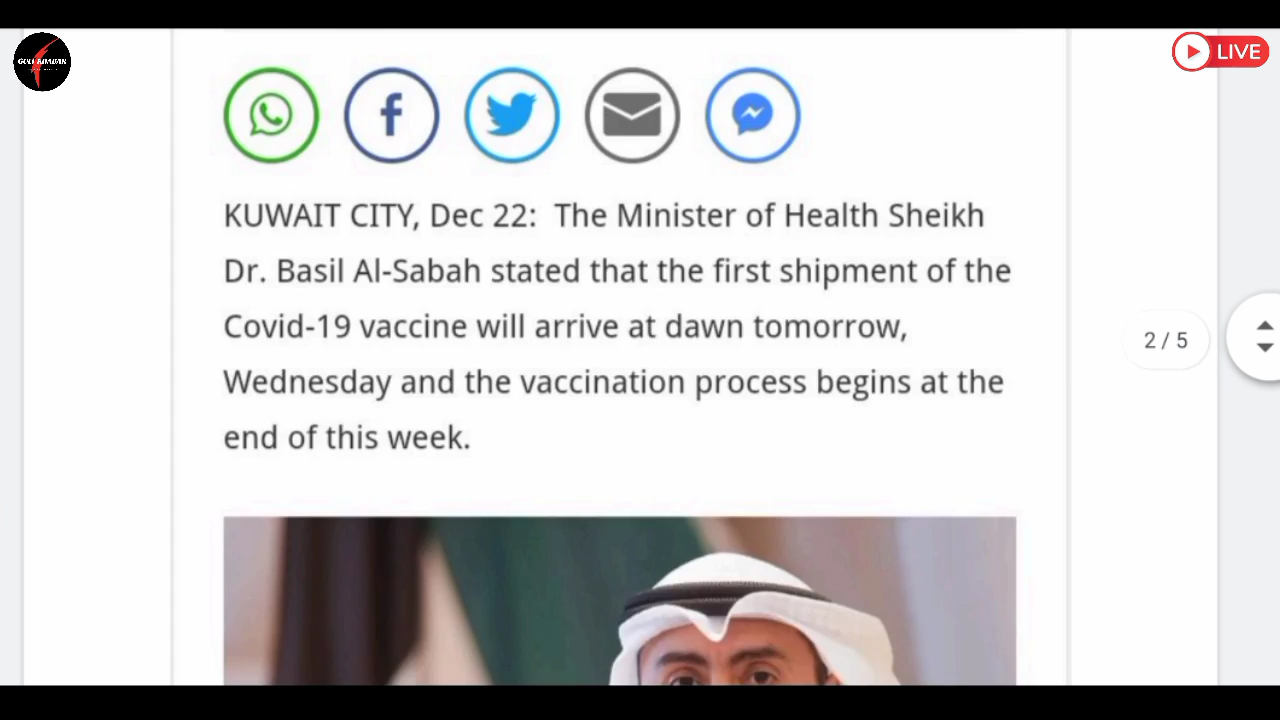 LIVE
KUWAIT CITY, Dec 22:  The Minister of Health Sheikh
Dr. Basil Al-Sabah stated that the first shipment of the
Covid-19 vaccine will arrive at dawn tomorrow,
Wednesday and the vaccination process begins at the
end of this week.
2 / 5